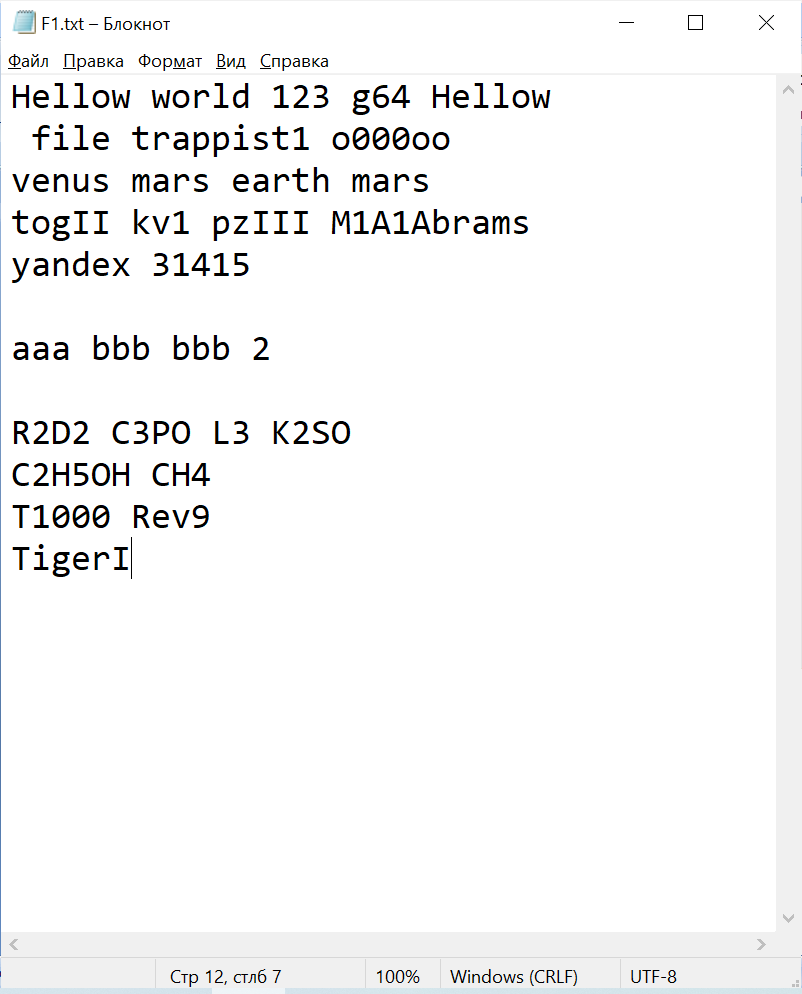 F1.txt – Блокнот
Файл Правка Формат Вид Справка
Hellow world 123 g64 Hellow
 file trappist1 o000oo
venus mars earth mars
togII kv1 pzIII M1A1Abrams
yandex 31415
aaa bbb bbb 2
R2D2 C3PO L3 K2SO
C2H5OH CH4
T1000 Rev9
TigerI
Стр 12, стлб 7 100% Windows (CRLF) UTF-8